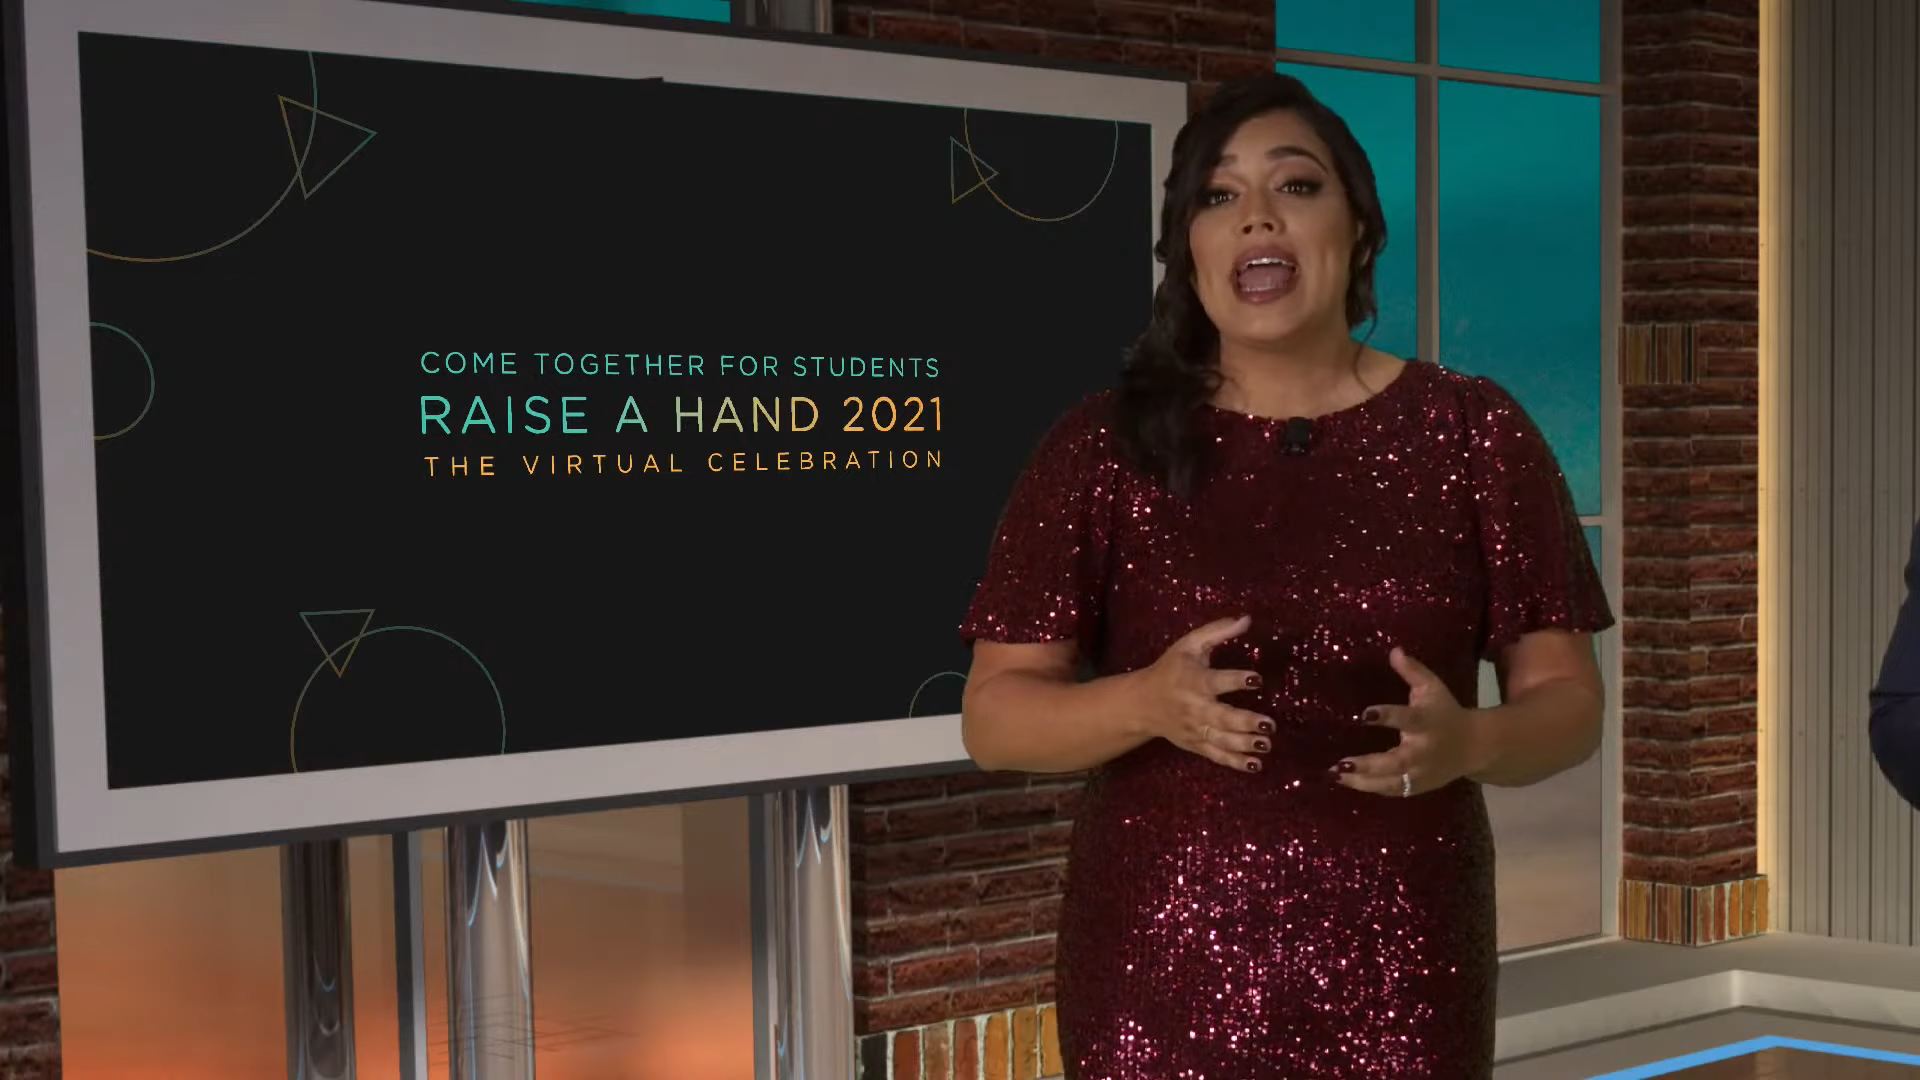 COME TOGETHER FOR STUDENTS
RAISE A HAND 2021
THE VIRTUAL CELEBRATION